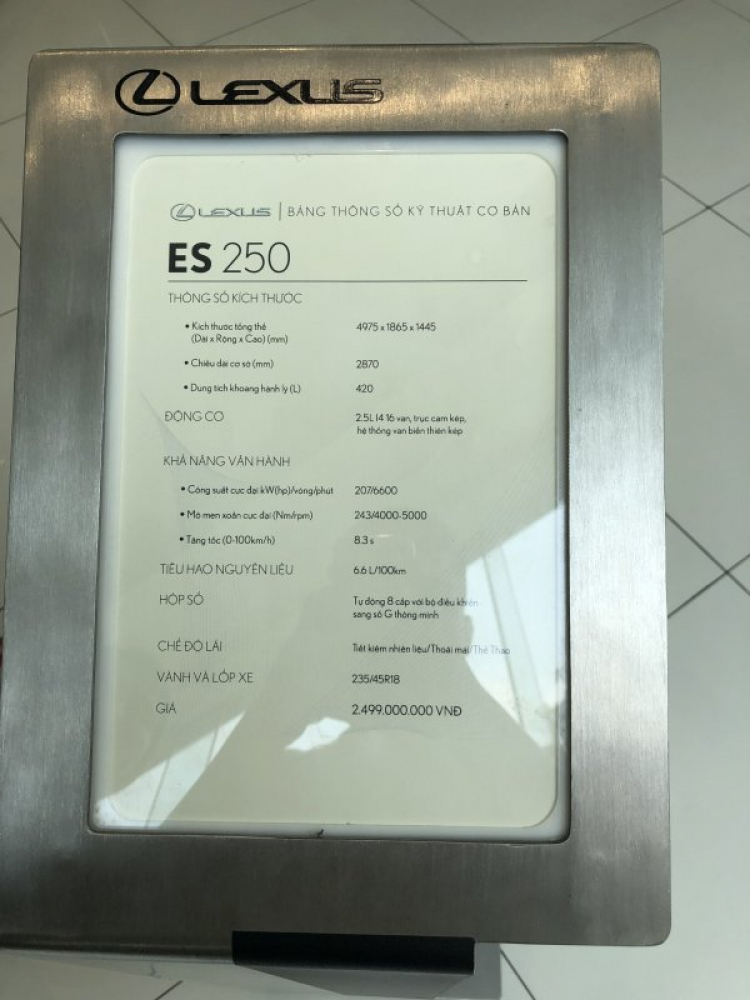 LEXUS
LEXUS | BẢNG THÔNG SỐ KỸ THUẬT CƠ BẢN
ES 250
THÔNG SỐ KÍCH THƯỚC
• Kích thước tổng thể 4975 x 1865 x 1445
(Dài x Rộng x Cao) (mm)
• Chiều dài cơ sở (mm) 2870
• Dung tích khoang hành lý (L) 420
ĐỘNG CƠ 2.5L I4 16 van, trục cam kép,
hệ thống van biến thiên kép
KHẢ NĂNG VẬN HÀNH
• Công suất cực đại kW(hp)/vòng/phút 207/6600
• Mô men xoắn cực đại (Nm/rpm) 243/4000-5000
• Tăng tốc (0-100km/h) 8.3 s
TIÊU HAO NGUYÊN LIỆU 6.6 L/100km
HỘP SỐ Tự động 8 cấp với bộ điều khiển
sang số G thông minh
CHẾ ĐỘ LÁI Tiết kiệm nhiên liệu/Thoải mái/Thể Thao
VÀNH VÀ LỐP XE 235/45R18
GIÁ 2.499.000.000 VNĐ